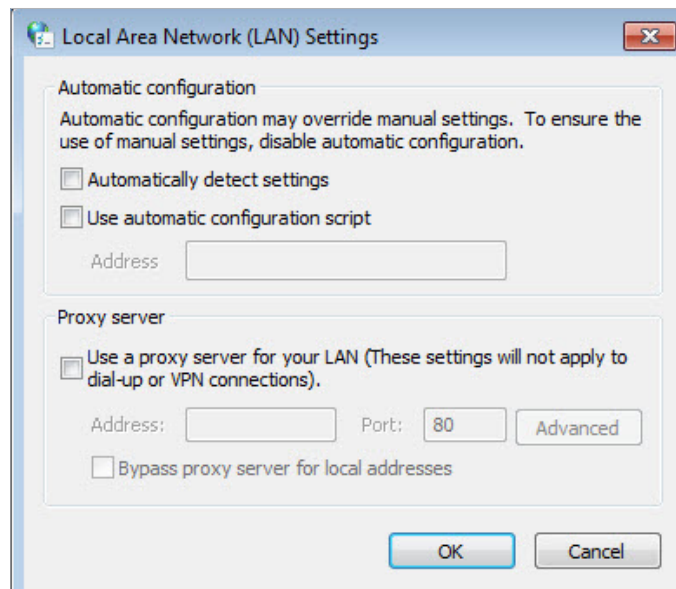 Local Area Network (LAN) Settings
Automatic configuration
Automatic configuration may override manual settings.  To ensure the
use of manual settings, disable automatic configuration.
Automatically detect settings
Use automatic configuration script
Address
Proxy server
Use a proxy server for your LAN (These settings will not apply to
dial-up or VPN connections).
Address: Port: 80 Advanced
Bypass proxy server for local addresses
OK Cancel